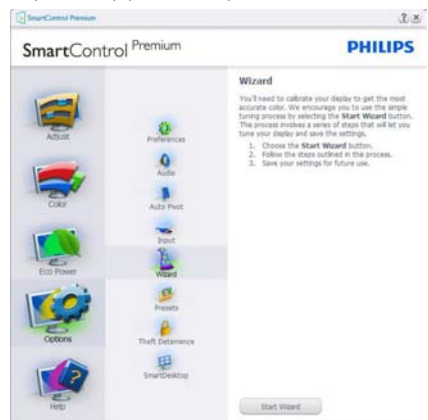 SmartControl Premium
SmartControl Premium
PHILIPS
Adjust
Color
Eco Power
Options
Help
Preferences
Audio
Auto Pivot
Input
Wizard
Presets
Theft Deterrence
SmartDesktop
Wizard
You'll need to calibrate your display to get the most
accurate color. We encourage you to use the simple
tuning process by selecting the Start Wizard button.
The process involves a series of steps that will let you
tune your display and save the settings.
1. Choose the Start Wizard button.
2. Follow the steps outlined in the process.
3. Save your settings for future use.
Start Wizard